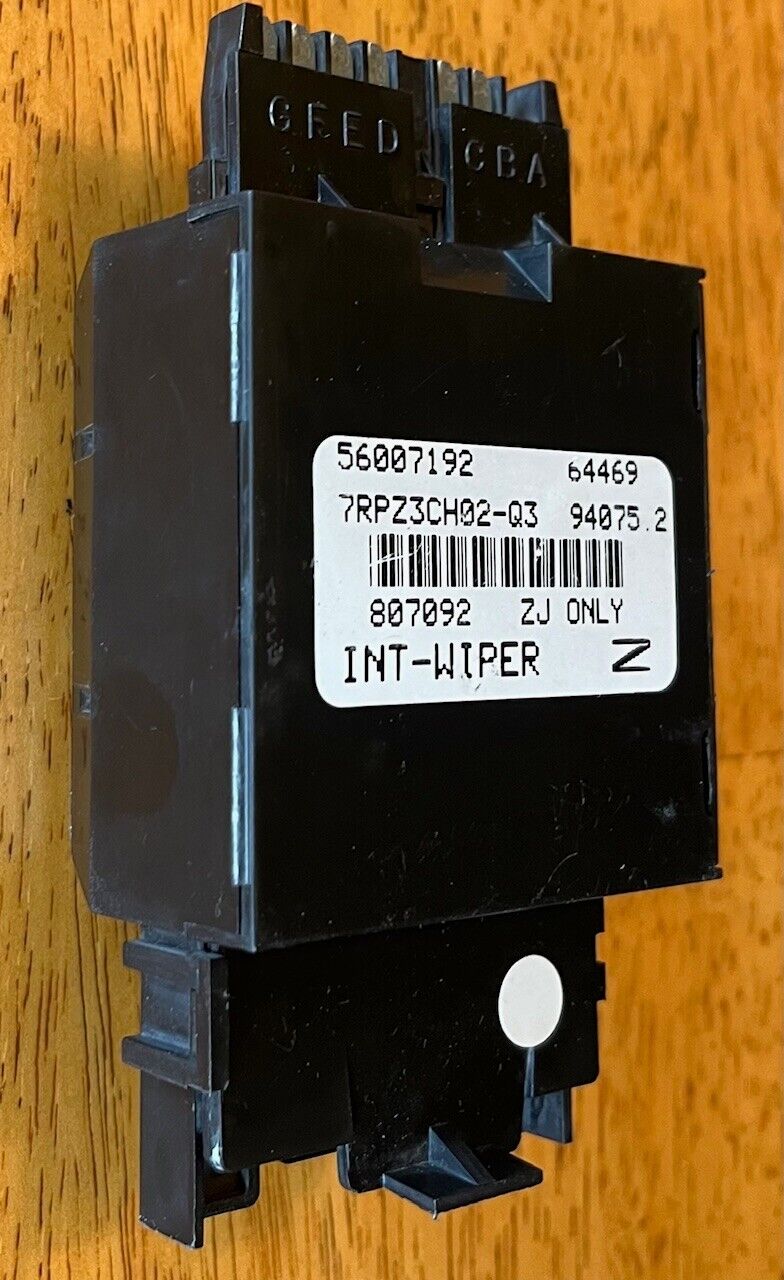 GFED CBA
56007192 64469
7RPZ3CH02-Q3 94075.2
807092 ZJ ONLY
INT-WIPER N